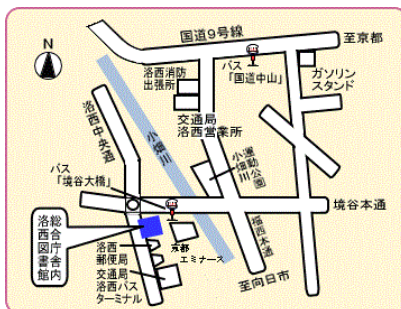 N
国道9号線
至京都
バス
「国道中山」
洛西消防
出張所
ガソリン
スタンド
交通局
洛西営業所
洛西中央通
小畑川
小畑川
運動公園
バス
「境谷大橋」
境谷本通
福西本通
洛西
総合庁舎内
図書館
洛西
郵便局
京都
エミナース
交通局
洛西バス
ターミナル
至向日市